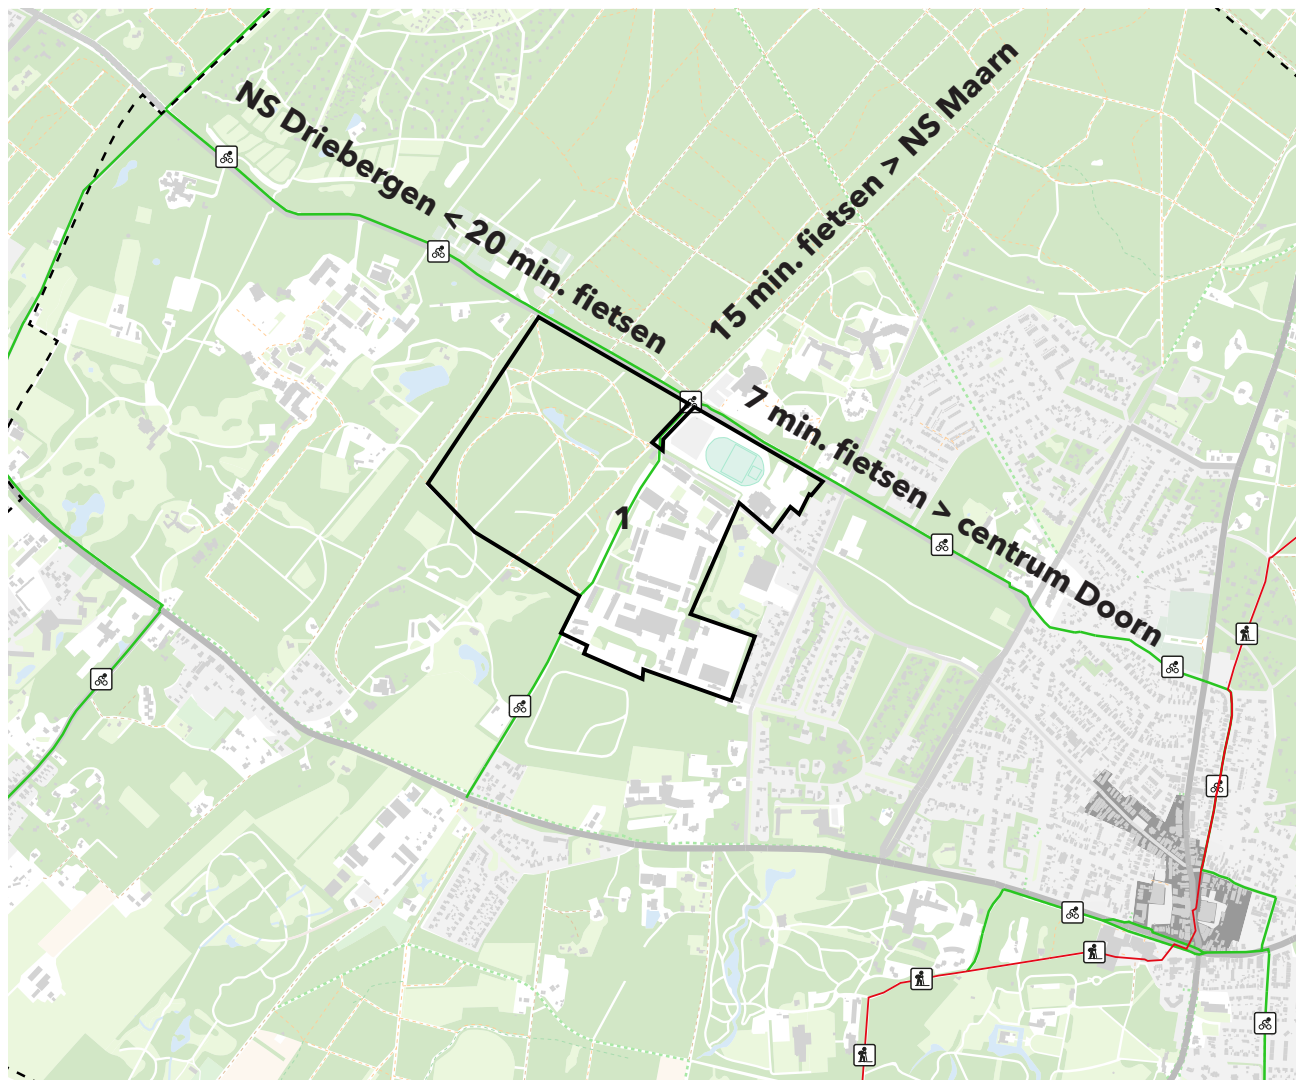 NS Driebergen < 20 min. fietsen
15 min. fietsen > NS Maarn
7 min. fietsen > centrum Doorn
1